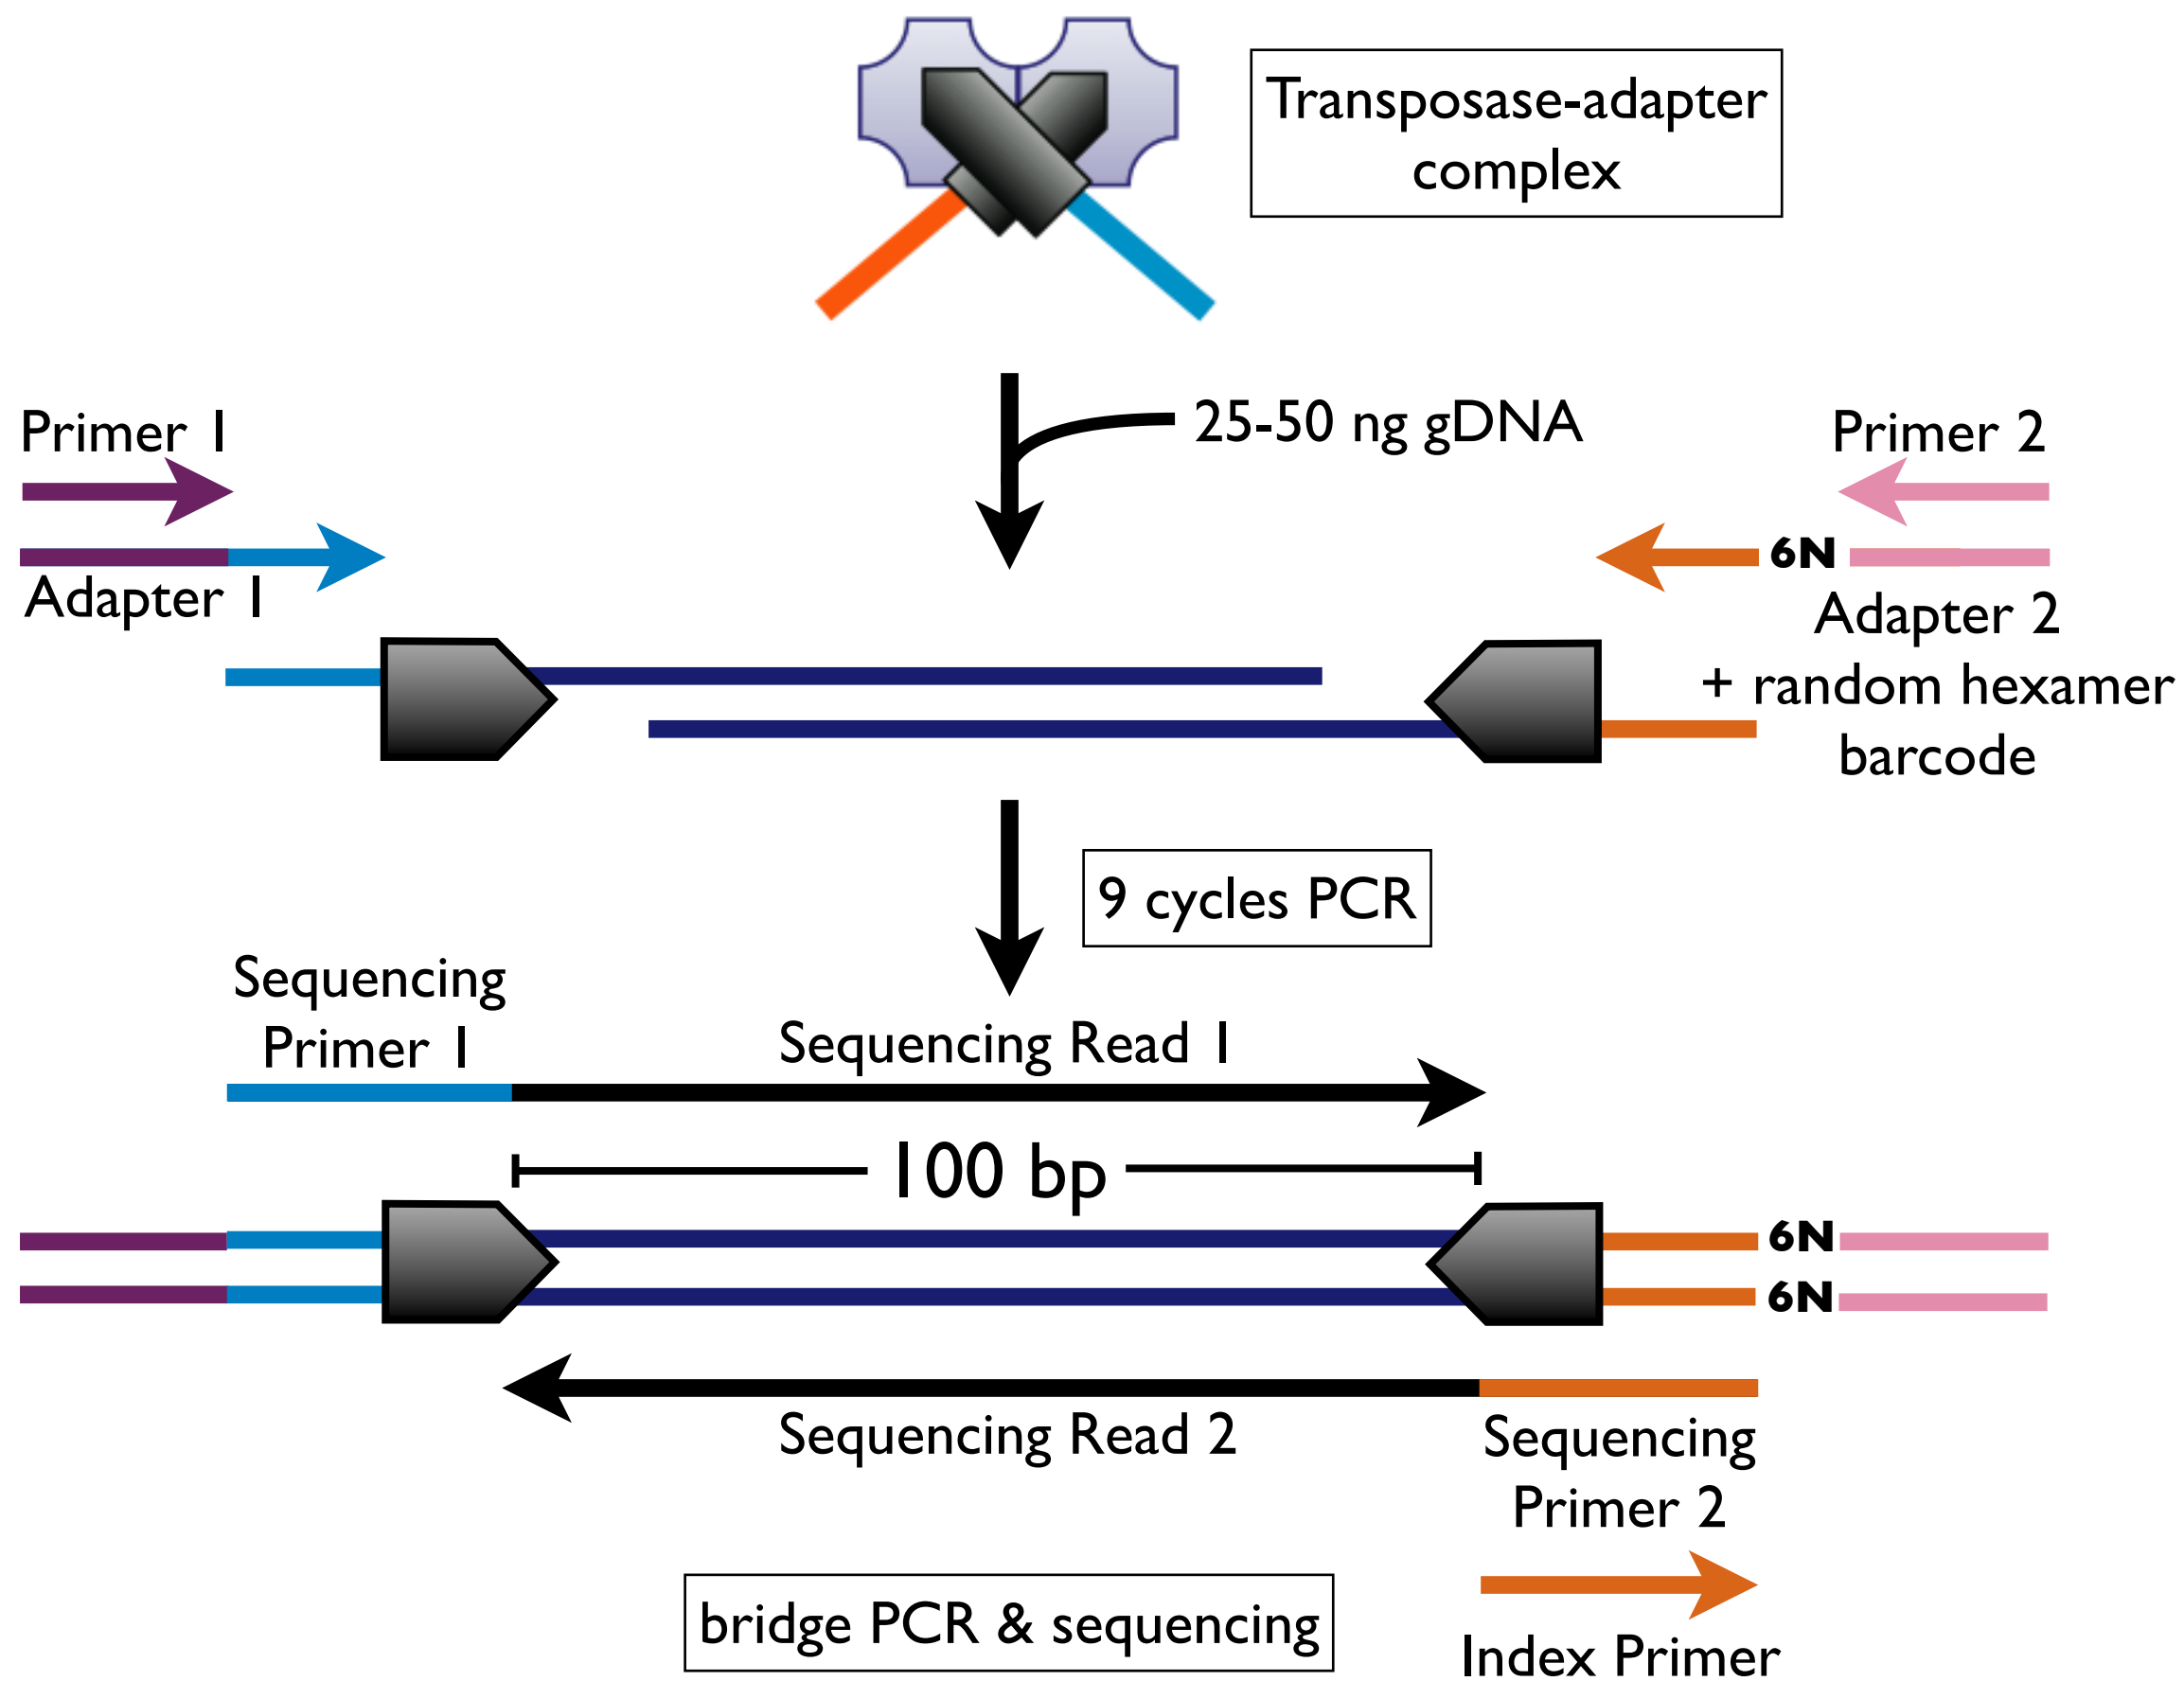 Transposase-adapter
complex
25-50 ng gDNA
Primer 1
Adapter 1
Primer 2
6N
Adapter 2
+ random hexamer
barcode
9 cycles PCR
Sequencing
Primer 1
Sequencing Read 1
100 bp
6N
6N
Sequencing Read 2
Sequencing
Primer 2
bridge PCR & sequencing
Index Primer